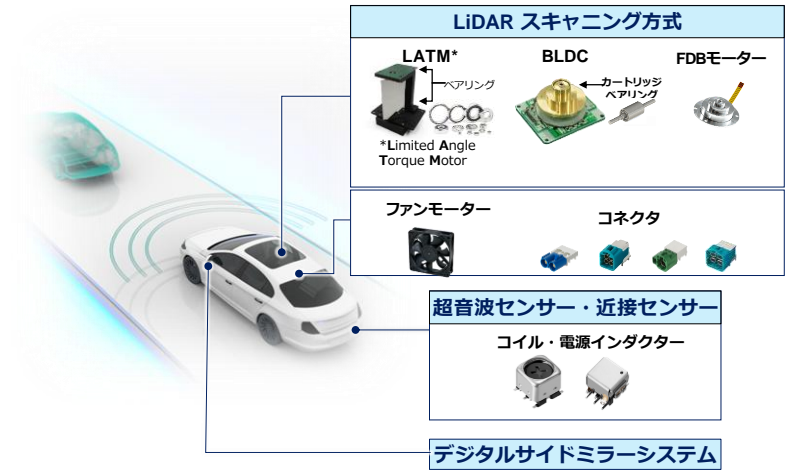 LiDAR スキャニング方式
LATM*
BLDC
FDBモーター
ベアリング
カートリッジ
ベアリング
*Limited Angle
Torque Motor
ファンモーター
コネクタ
超音波センサー・近接センサー
コイル・電源インダクター
デジタルサイドミラーシステム